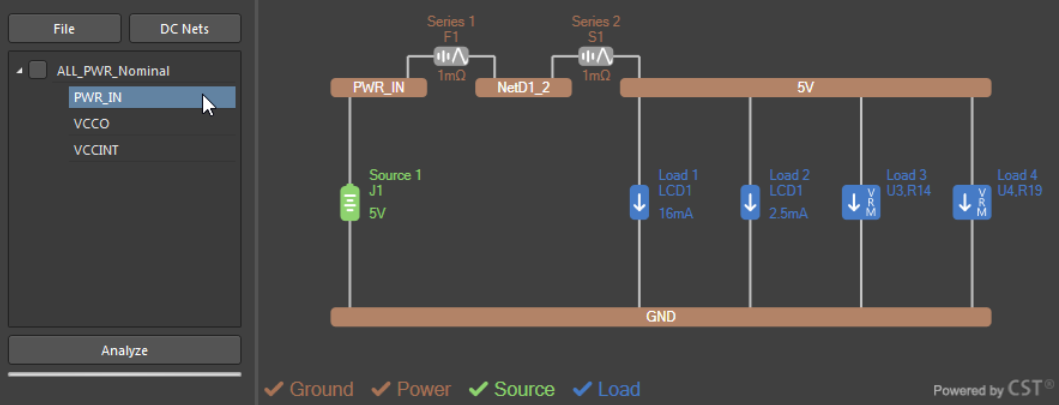 File
DC Nets
ALL_PWR_Nominal
PWR_IN
VCCO
VCCINT
Analyze
Series 1
F1
1mΩ
Series 2
S1
1mΩ
PWR_IN
NetD1_2
5V
Source 1
J1
5V
Load 1
LCD1
16mA
Load 2
LCD1
2.5mA
Load 3
U3,R14
VRM
Load 4
U4,R19
VRM
GND
Ground
Power
Source
Load
Powered by CST®